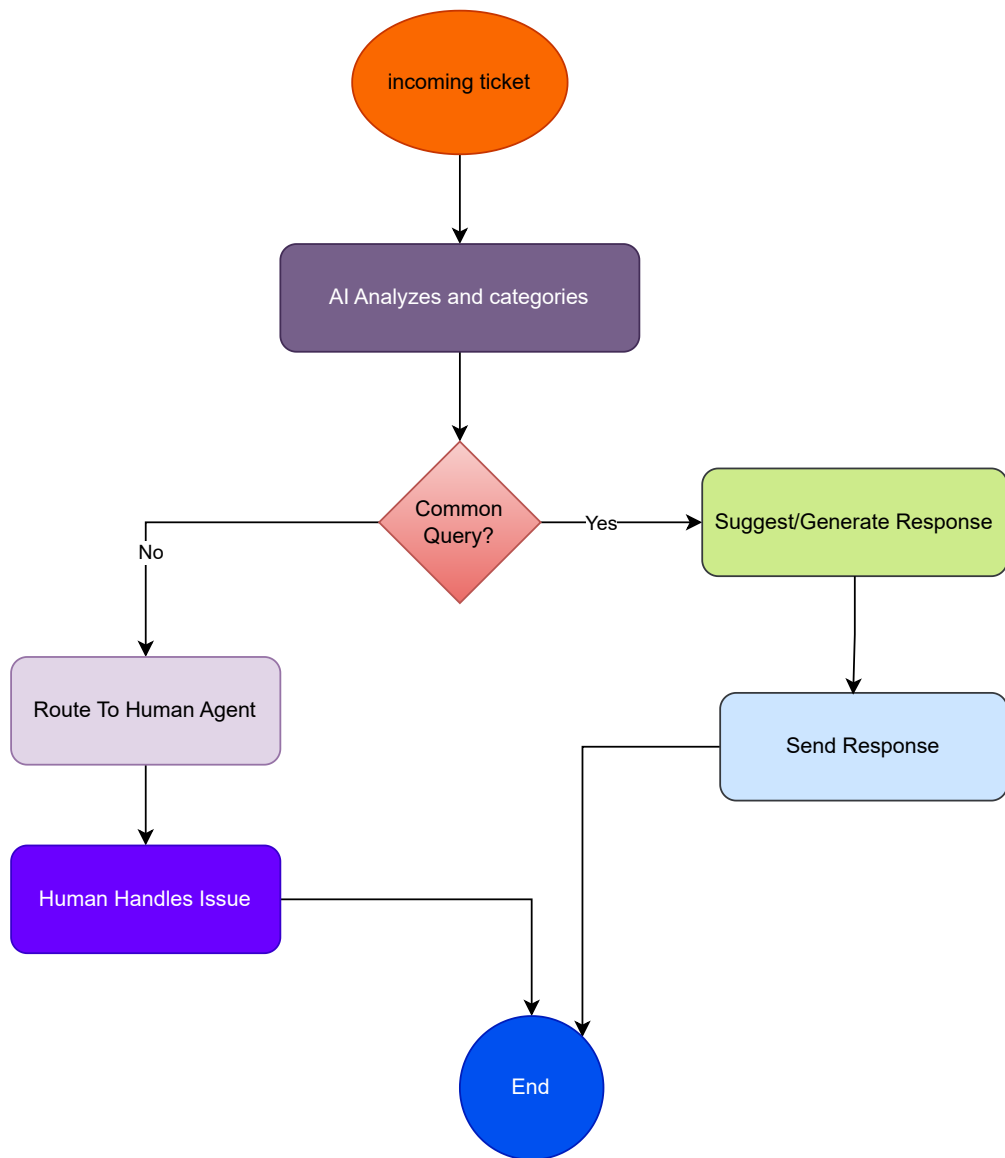 incoming ticket
AI Analyzes and categories
Common
Query?
Yes
Suggest/Generate Response
No
Route To Human Agent
Send Response
Human Handles Issue
End